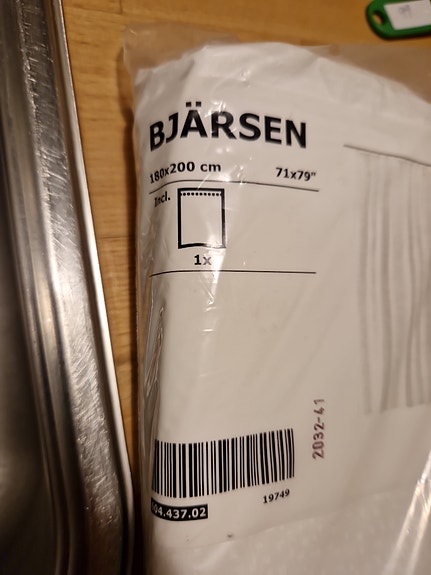 BJÄRSEN
180x200 cm 71x79"
Incl.
1x
2032-41
19749
04.437.02